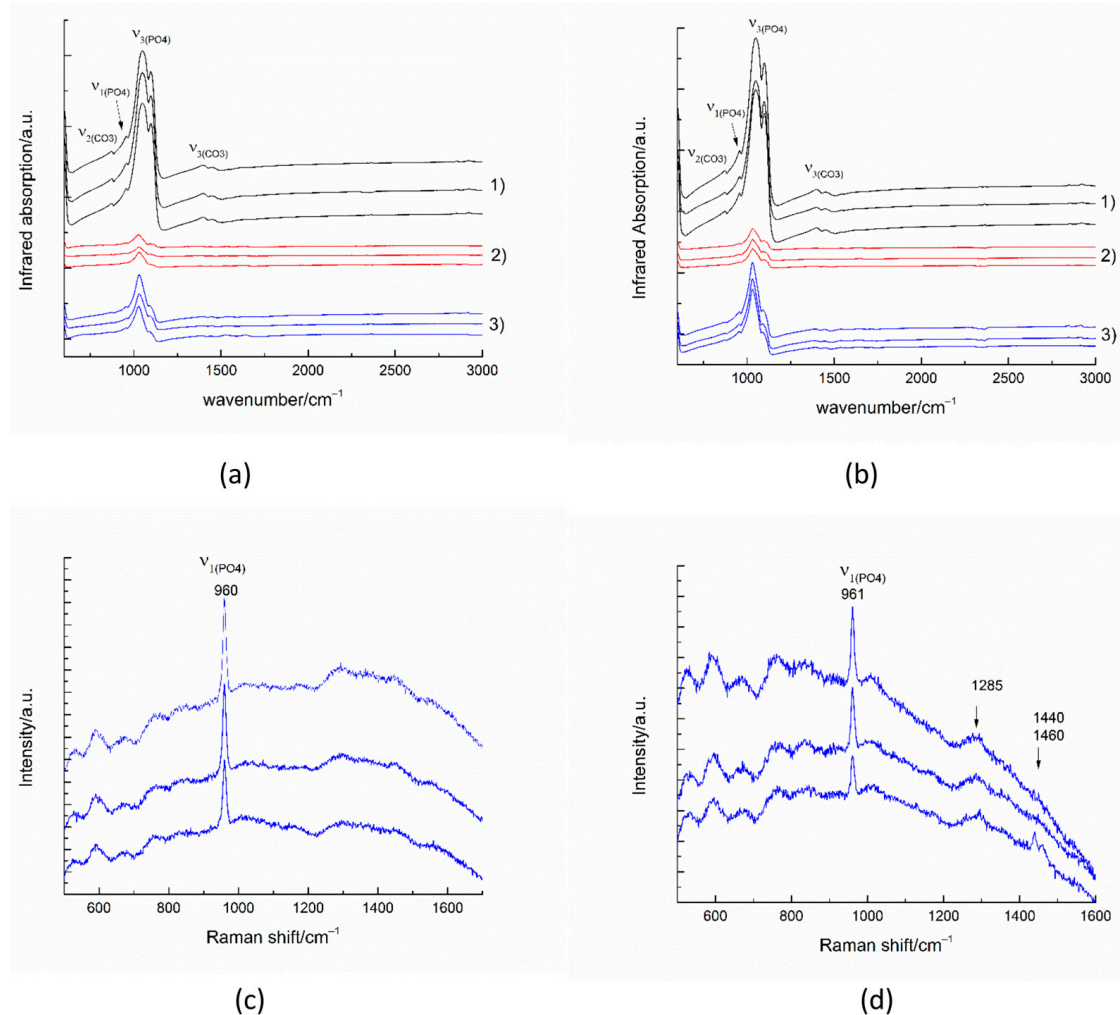 ν3(PO4)
ν1(PO4)
ν2(CO3)
ν3(CO3)
1)
2)
3)
Infrared absorption/a.u.
1000 1500 2000 2500 3000
wavenumber/cm−1
(a)
ν3(PO4)
ν1(PO4)
ν2(CO3)
ν3(CO3)
1)
2)
3)
Infrared Absorption/a.u.
1000 1500 2000 2500 3000
wavenumber/cm−1
(b)
ν1(PO4)
960
Intensity/a.u.
600 800 1000 1200 1400 1600
Raman shift/cm−1
(c)
ν1(PO4)
961
1285
1440
1460
Intensity/a.u.
600 800 1000 1200 1400 1600
Raman shift/cm−1
(d)